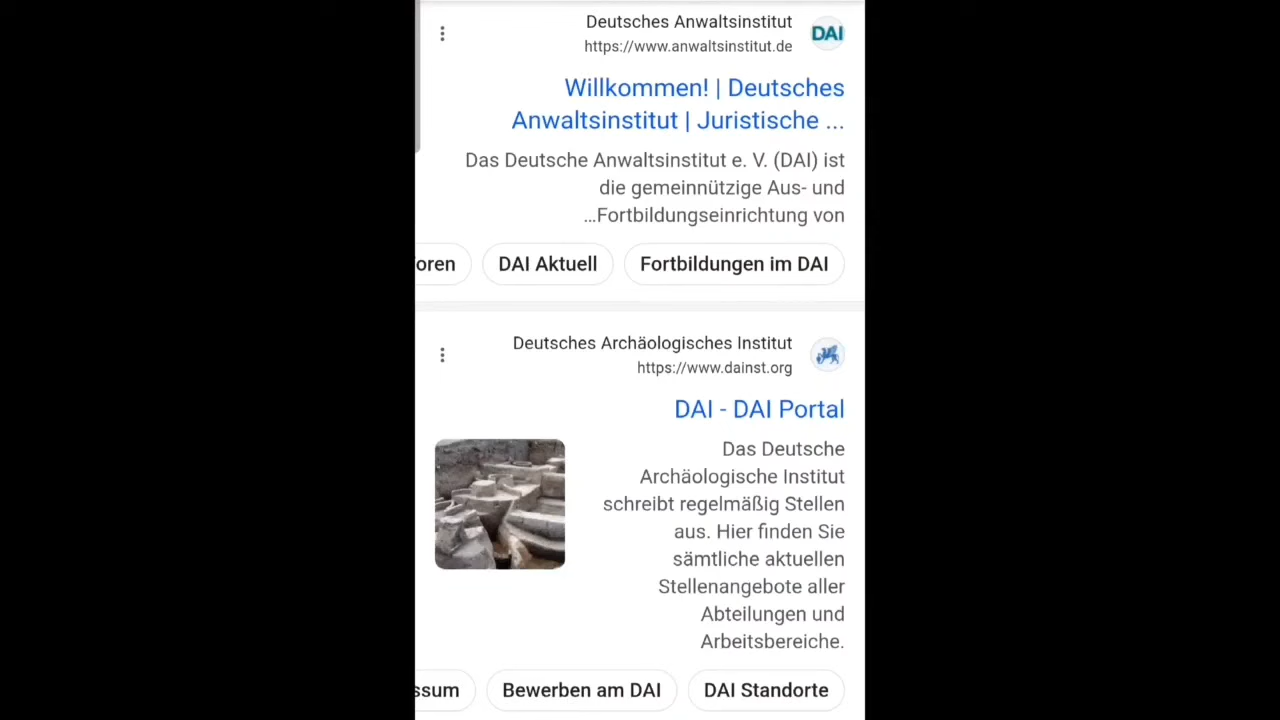 Deutsches Anwaltsinstitut
https://www.anwaltsinstitut.de
DAI
Willkommen! | Deutsches
Anwaltsinstitut | Juristische ...
Das Deutsche Anwaltsinstitut e. V. (DAI) ist
die gemeinnützige Aus- und
...Fortbildungseinrichtung von
DAI Aktuell
Fortbildungen im DAI
Deutsches Archäologisches Institut
https://www.dainst.org
DAI - DAI Portal
Das Deutsche
Archäologische Institut
schreibt regelmäßig Stellen
aus. Hier finden Sie
sämtliche aktuellen
Stellenangebote aller
Abteilungen und
Arbeitsbereiche.
Bewerben am DAI
DAI Standorte